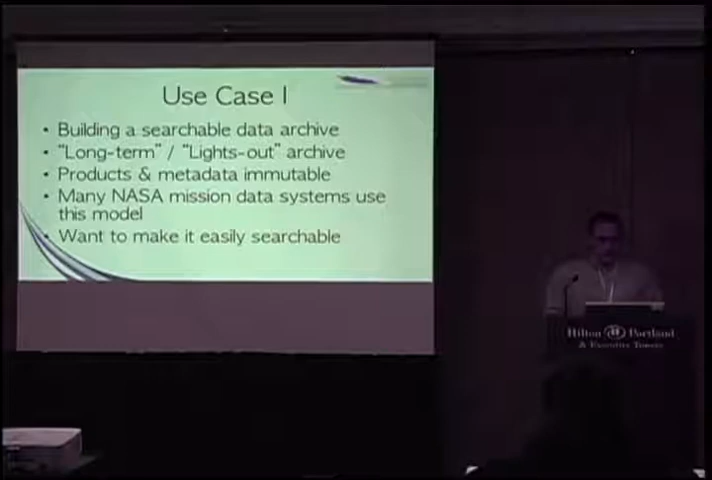 Use Case I
• Building a searchable data archive
• "Long-term" / "Lights-out" archive
• Products & metadata immutable
• Many NASA mission data systems use
this model
• Want to make it easily searchable
Hilton Portland
& Executive Tower